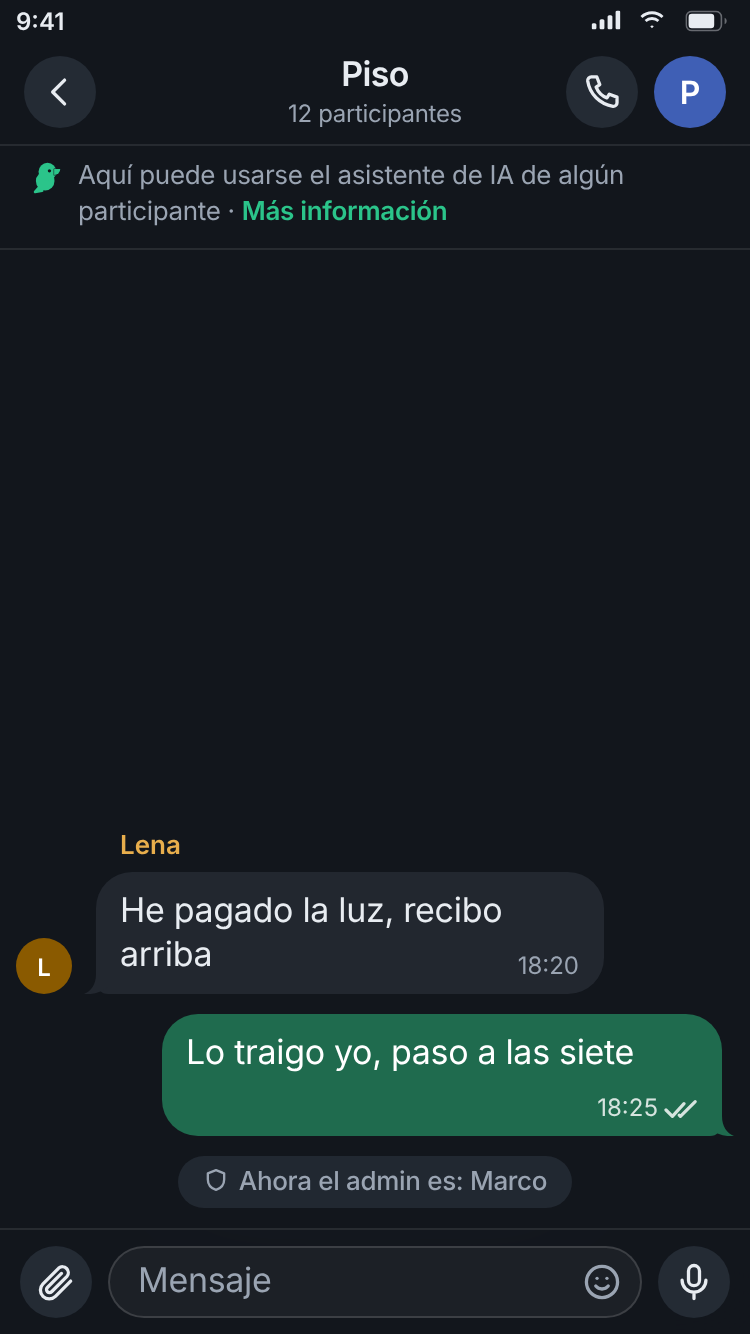 9:41
Piso
12 participantes
P
Aquí puede usarse el asistente de IA de algún
participante · Más información
Lena
He pagado la luz, recibo
arriba
18:20
L
Lo traigo yo, paso a las siete
18:25
Ahora el admin es: Marco
Mensaje